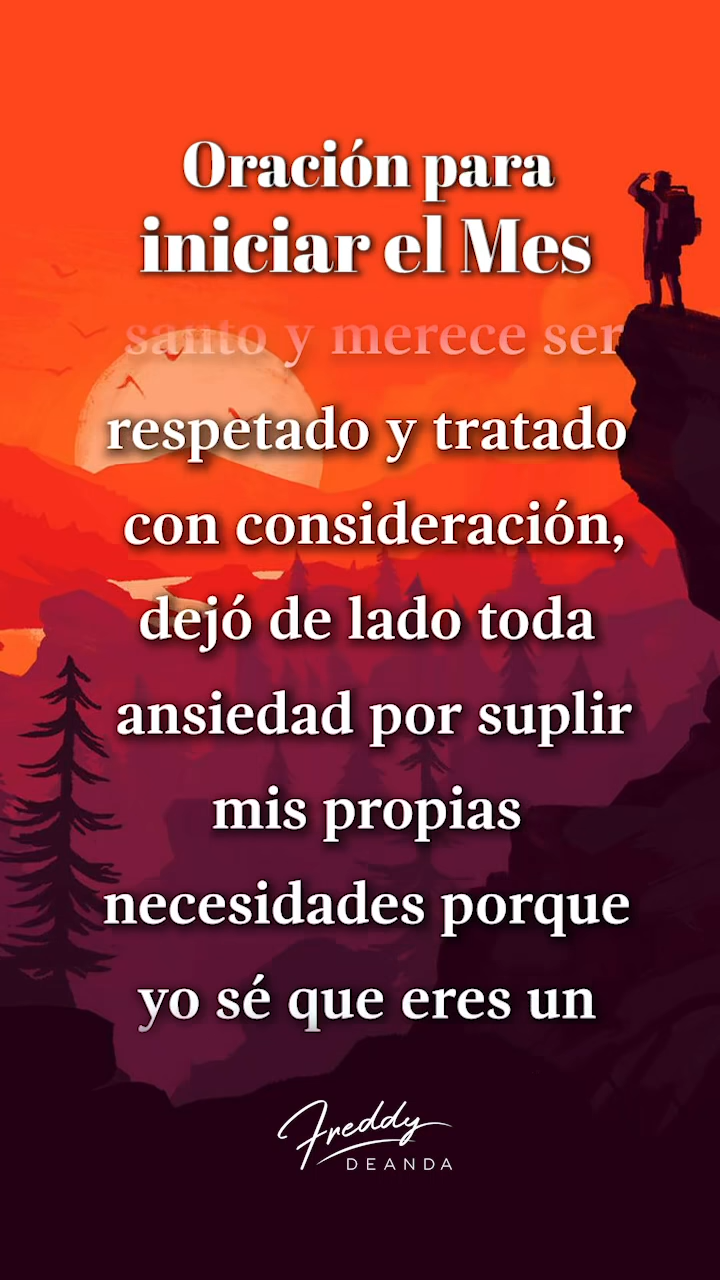 Oración para
iniciar el Mes
santo y merece ser
respetado y tratado
con consideración,
dejó de lado toda
ansiedad por suplir
mis propias
necesidades porque
yo sé que eres un
Freddy
DEANDA